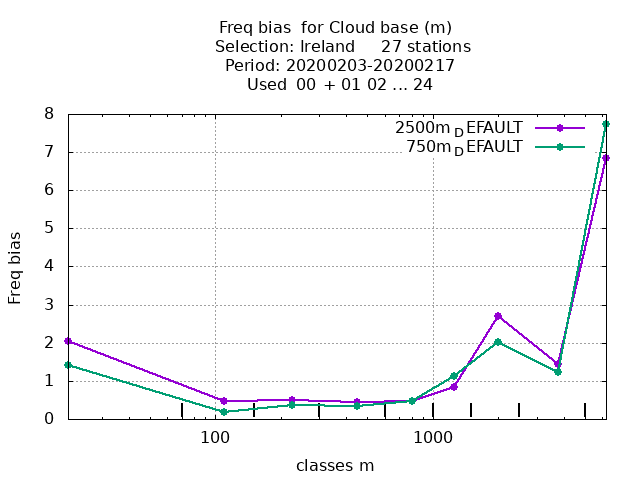 Freq bias  for Cloud base (m)
Selection: Ireland     27 stations
Period: 20200203-20200217
Used  00 + 01 02 ... 24
8
7
6
5
4
3
2
1
0
Freq bias
2500m_DEFAULT
750m_DEFAULT
100
1000
classes m